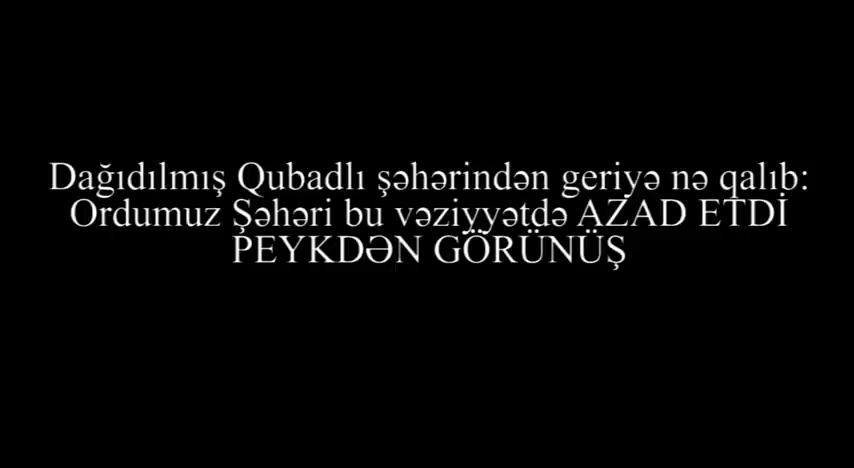 Dağıdılmış Qubadlı şəhərindən geriyə nə qalıb:
Ordumuz Şəhəri bu vəziyyətdə AZAD ETDİ
PEYKDƏN GÖRÜNÜŞ